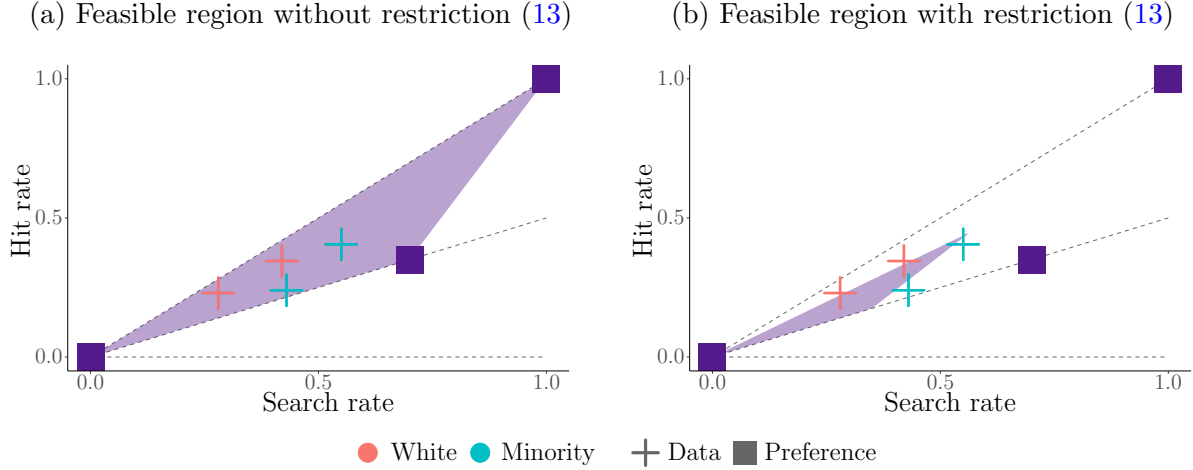 (a) Feasible region without restriction (13)
(b) Feasible region with restriction (13)
1.0
0.5
0.0
Hit rate
0.0
0.5
1.0
Search rate
1.0
0.5
0.0
Hit rate
0.0
0.5
1.0
Search rate
White Minority Data Preference